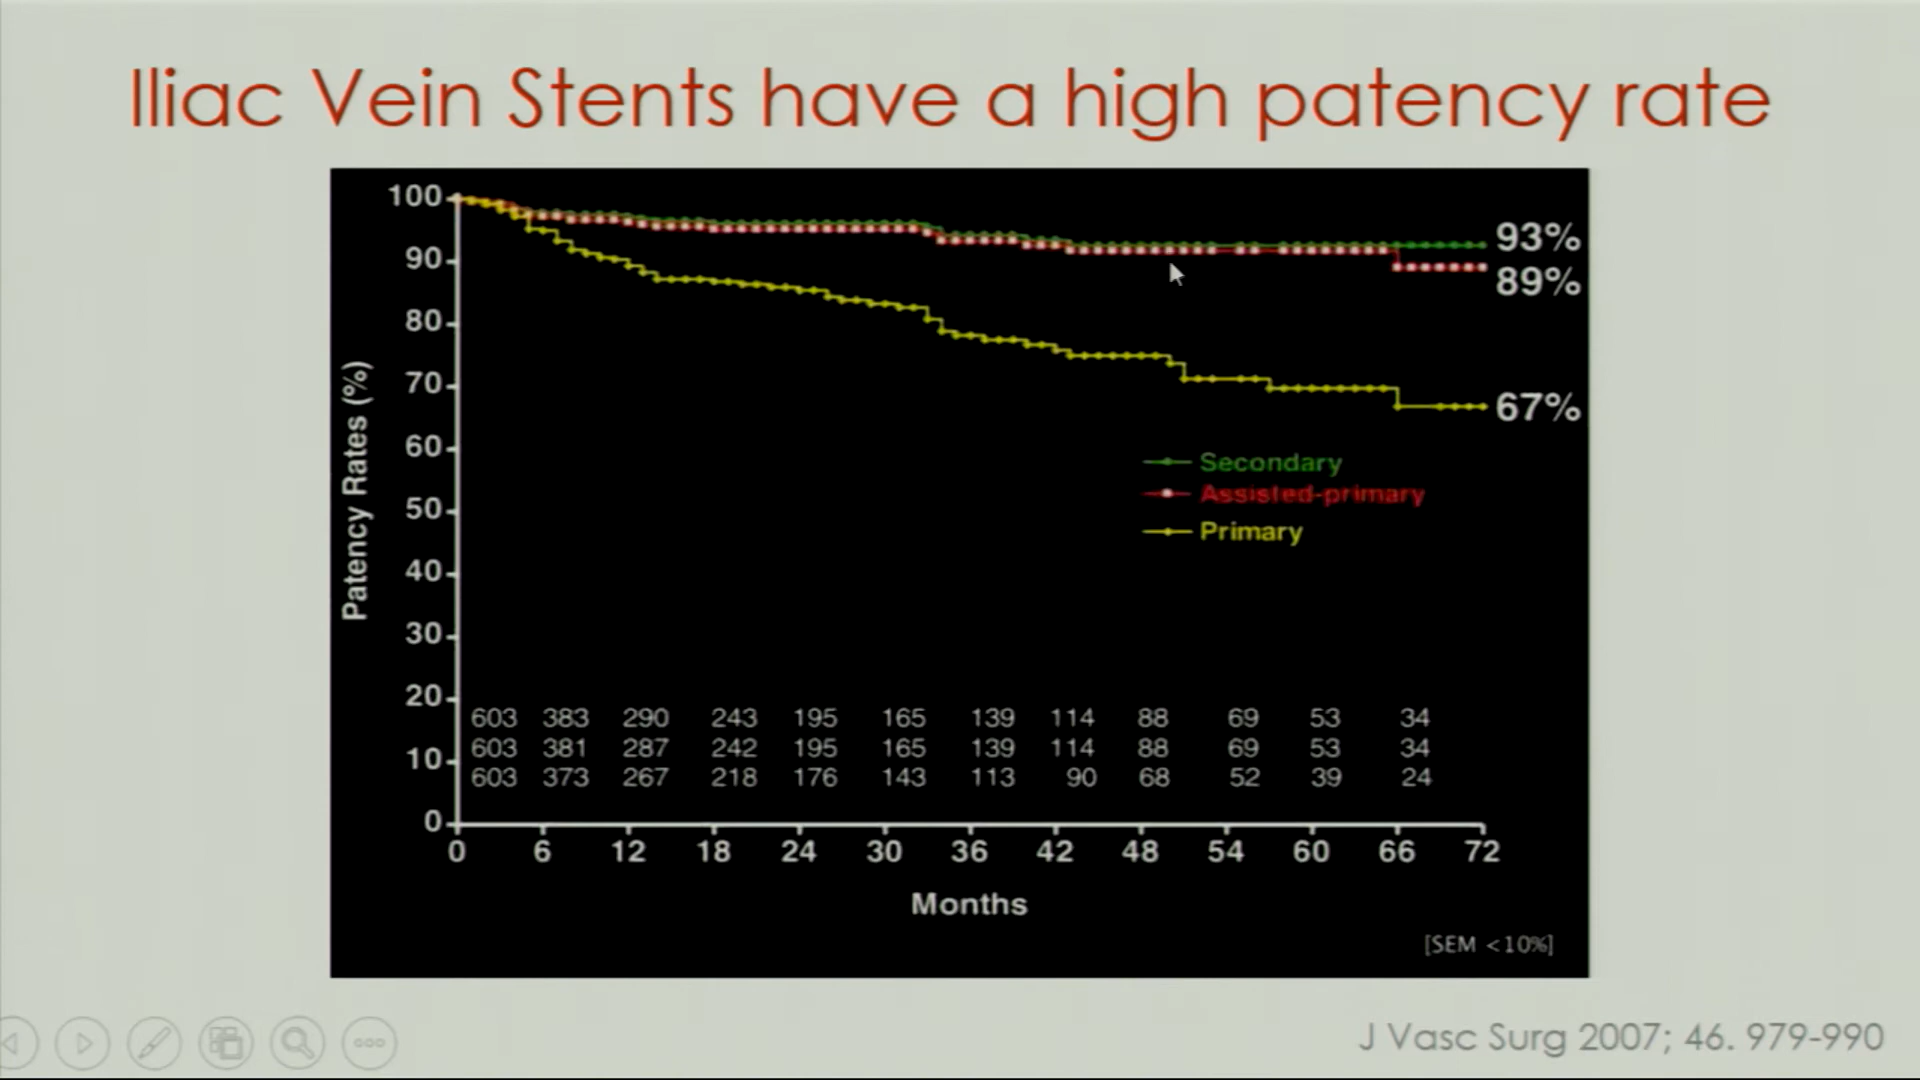 Iliac Vein Stents have a high patency rate
100
90
80
70
60
50
40
30
20
10
0
Patency Rates (%)
93%
89%
67%
Secondary
Assisted-primary
Primary
603 383 290 243 195 165 139 114 88 69 53 34
603 381 287 242 195 165 139 114 88 69 53 34
603 373 267 218 176 143 113 90 68 52 39 24
0 6 12 18 24 30 36 42 48 54 60 66 72
Months
[SEM <10%]
J Vasc Surg 2007; 46. 979-990